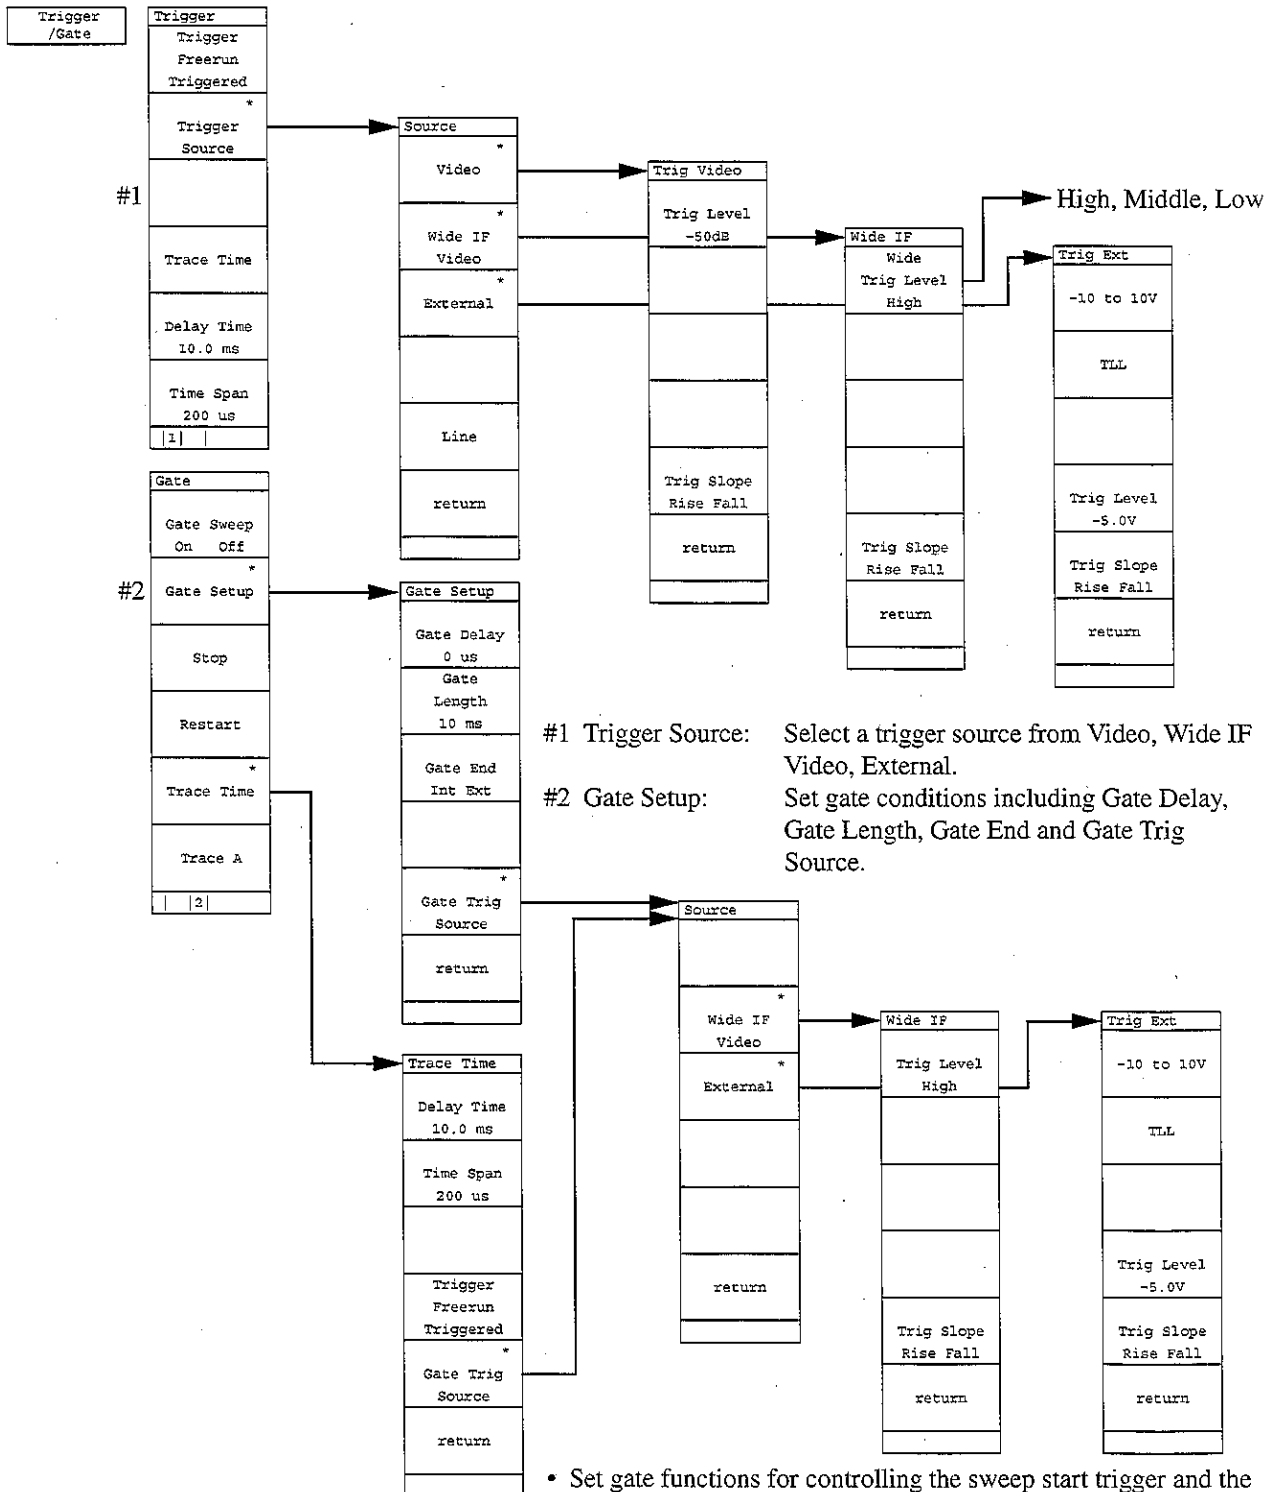 Trigger
/Gate
Trigger
Trigger
Freerun
Triggered
*
Trigger
Source
#1
Trace Time
Delay Time
10.0 ms
Time Span
200 us
|1| |
Source
*
Video
*
Wide IF
Video
*
External
Line
return
Trig Video
Trig Level
-50dB
Trig Slope
Rise Fall
return
Wide IF
Wide
Trig Level
High
Trig Slope
Rise Fall
return
High, Middle, Low
Trig Ext
-10 to 10V
TLL
Trig Level
-5.0V
Trig Slope
Rise Fall
return
Gate
Gate Sweep
On Off
*
#2
Gate Setup
Stop
Restart
*
Trace Time
Trace A
| |2|
Gate Setup
Gate Delay
0 us
Gate
Length
10 ms
Gate End
Int Ext
*
Gate Trig
Source
return
#1 Trigger Source: Select a trigger source from Video, Wide IF
Video, External.
#2 Gate Setup: Set gate conditions including Gate Delay,
Gate Length, Gate End and Gate Trig
Source.
Trace Time
Delay Time
10.0 ms
Time Span
200 us
Trigger
Freerun
Triggered
*
Gate Trig
Source
return
Source
*
Wide IF
Video
*
External
return
Wide IF
Trig Level
High
Trig Slope
Rise Fall
return
Trig Ext
-10 to 10V
TLL
Trig Level
-5.0V
Trig Slope
Rise Fall
return
• Set gate functions for controlling the sweep start trigger and the